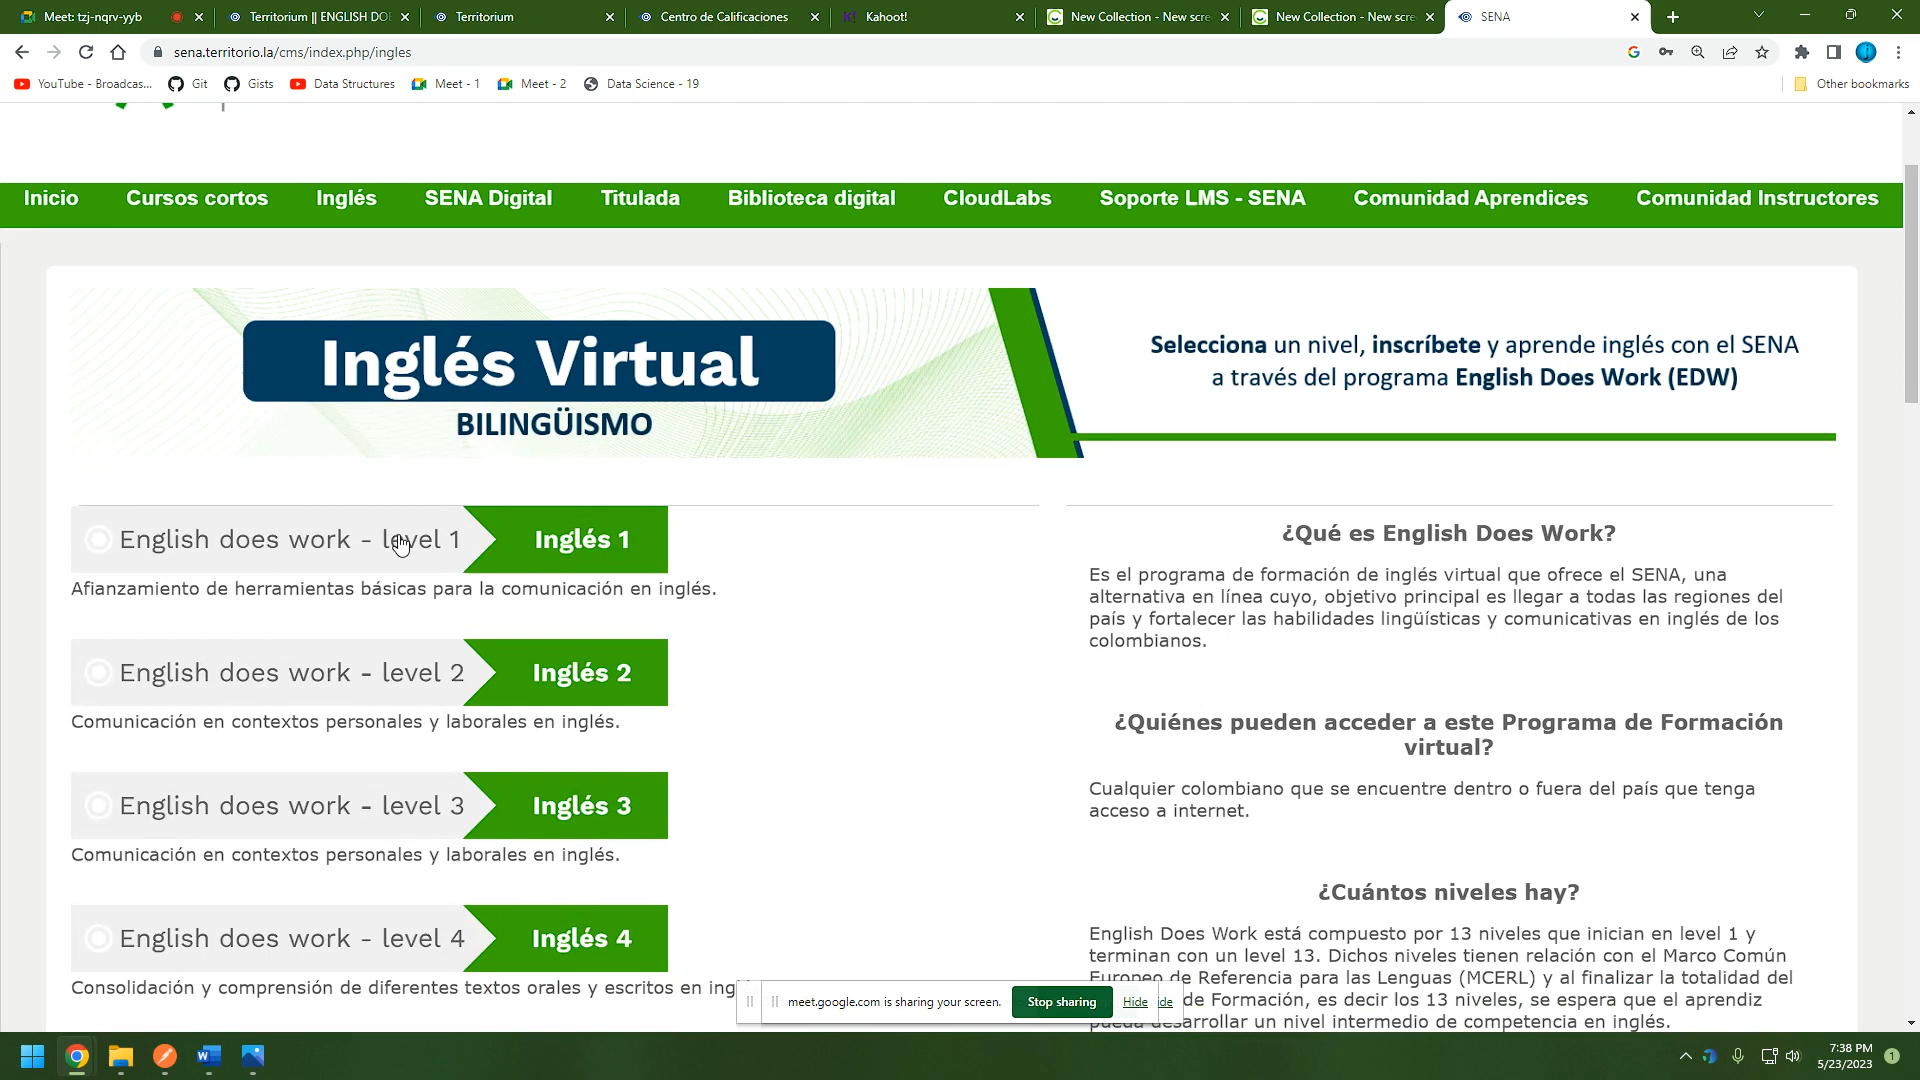 Meet: tzj-nqrv-yyb
Territorium || ENGLISH DO
Territorium
Centro de Calificaciones
Kahoot!
New Collection - New scre
New Collection - New scre
SENA
sena.territorio.la/cms/index.php/ingles
YouTube - Broadcas...
Git
Gists
Data Structures
Meet - 1
Meet - 2
Data Science - 19
Other bookmarks
Inicio
Cursos cortos
Inglés
SENA Digital
Titulada
Biblioteca digital
CloudLabs
Soporte LMS - SENA
Comunidad Aprendices
Comunidad Instructores
Inglés Virtual
BILINGÜISMO
Selecciona un nivel, inscríbete y aprende inglés con el SENA
a través del programa English Does Work (EDW)
English does work - level 1
Inglés 1
Afianzamiento de herramientas básicas para la comunicación en inglés.
English does work - level 2
Inglés 2
Comunicación en contextos personales y laborales en inglés.
English does work - level 3
Inglés 3
Comunicación en contextos personales y laborales en inglés.
English does work - level 4
Inglés 4
Consolidación y comprensión de diferentes textos orales y escritos en
¿Qué es English Does Work?
Es el programa de formación de inglés virtual que ofrece el SENA, una
alternativa en línea cuyo, objetivo principal es llegar a todas las regiones del
país y fortalecer las habilidades lingüísticas y comunicativas en inglés de los
colombianos.
¿Quiénes pueden acceder a este Programa de Formación
virtual?
Cualquier colombiano que se encuentre dentro o fuera del país que tenga
acceso a internet.
¿Cuántos niveles hay?
English Does Work está compuesto por 13 niveles que inician en level 1 y
terminan con un level 13. Dichos niveles tienen relación con el Marco Común
Europeo de Referencia para las Lenguas (MCERL) y al finalizar la totalidad del
de Formación, es decir los 13 niveles, se espera que el aprendiz
pueda desarrollar un nivel intermedio de competencia en inglés.
meet.google.com is sharing your screen.
Stop sharing
Hide
ide
7:38 PM
5/23/2023
1